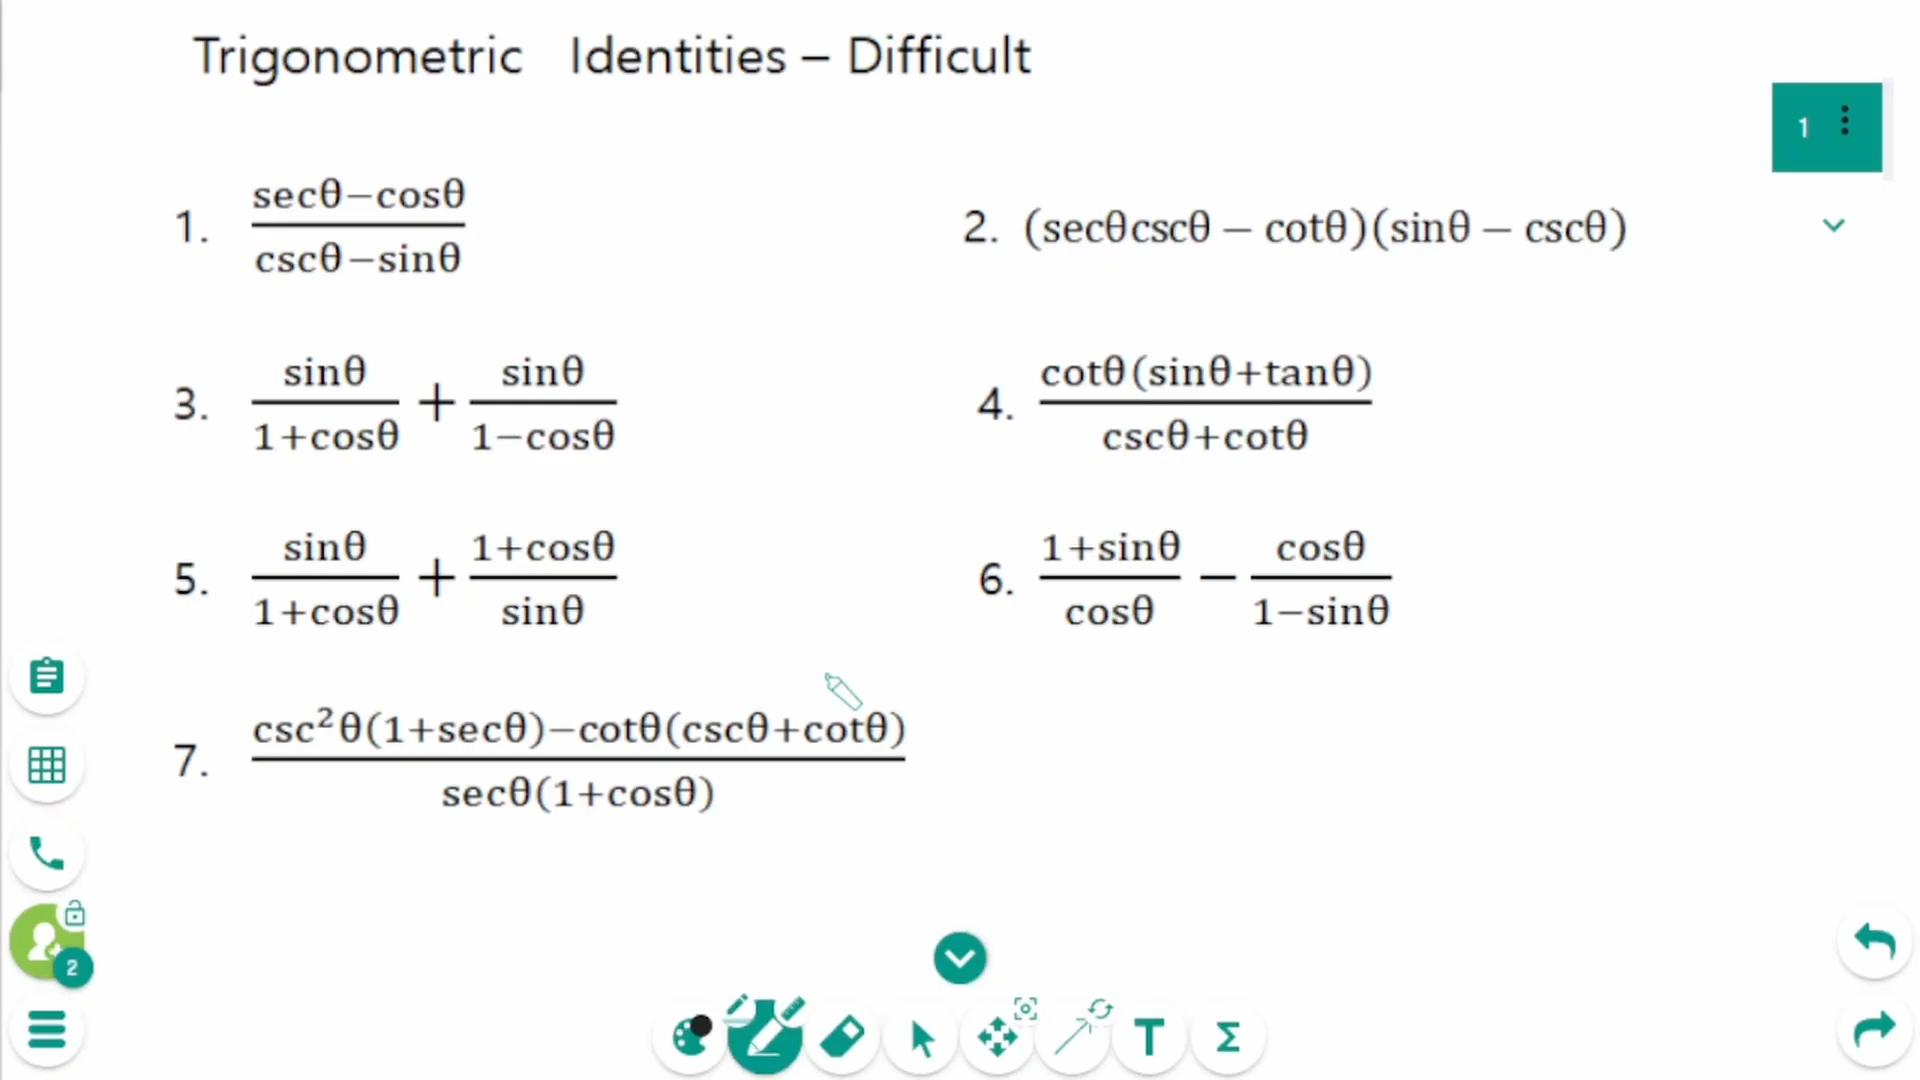 Trigonometric Identities – Difficult
1
1. (secθ−cosθ)/(cscθ−sinθ)
2. (secθcscθ − cotθ)(sinθ − cscθ)
3. sinθ/(1+cosθ) + sinθ/(1−cosθ)
4. cotθ(sinθ+tanθ)/(cscθ+cotθ)
5. sinθ/(1+cosθ) + (1+cosθ)/sinθ
6. (1+sinθ)/cosθ − cosθ/(1−sinθ)
7. (csc²θ(1+secθ)−cotθ(cscθ+cotθ))/(secθ(1+cosθ))
2
T Σ